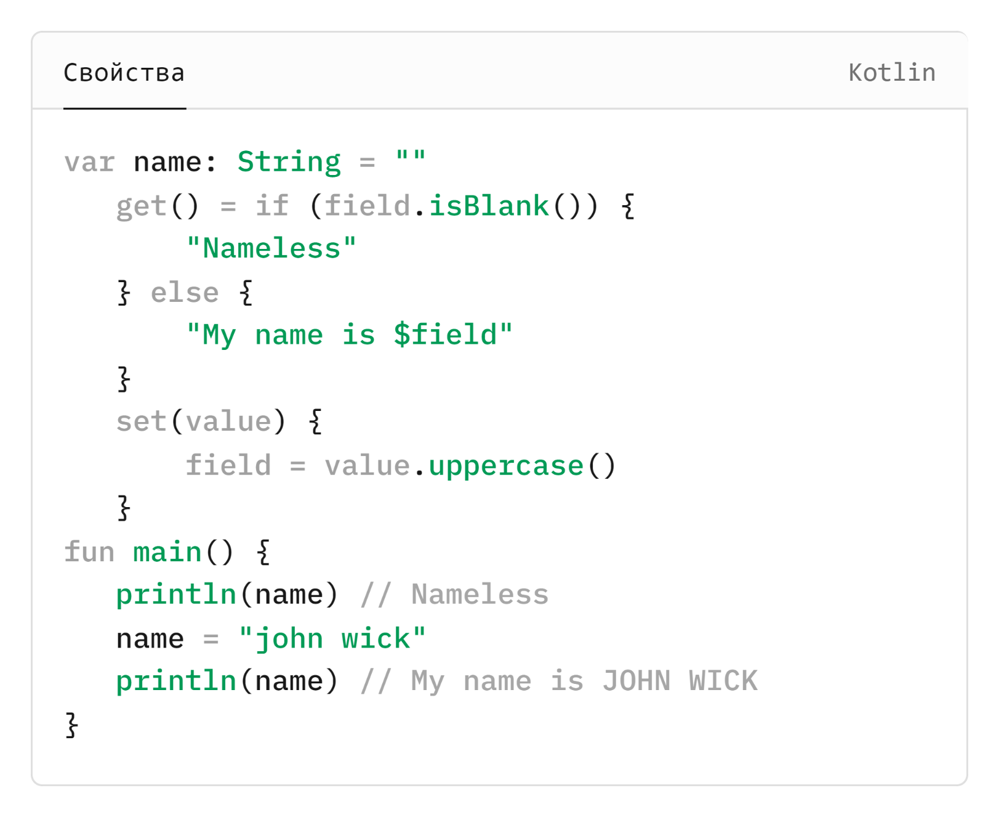 Свойства Kotlin
var name: String = ""
get() = if (field.isBlank()) {
"Nameless"
} else {
"My name is $field"
}
set(value) {
field = value.uppercase()
}
fun main() {
println(name) // Nameless
name = "john wick"
println(name) // My name is JOHN WICK
}